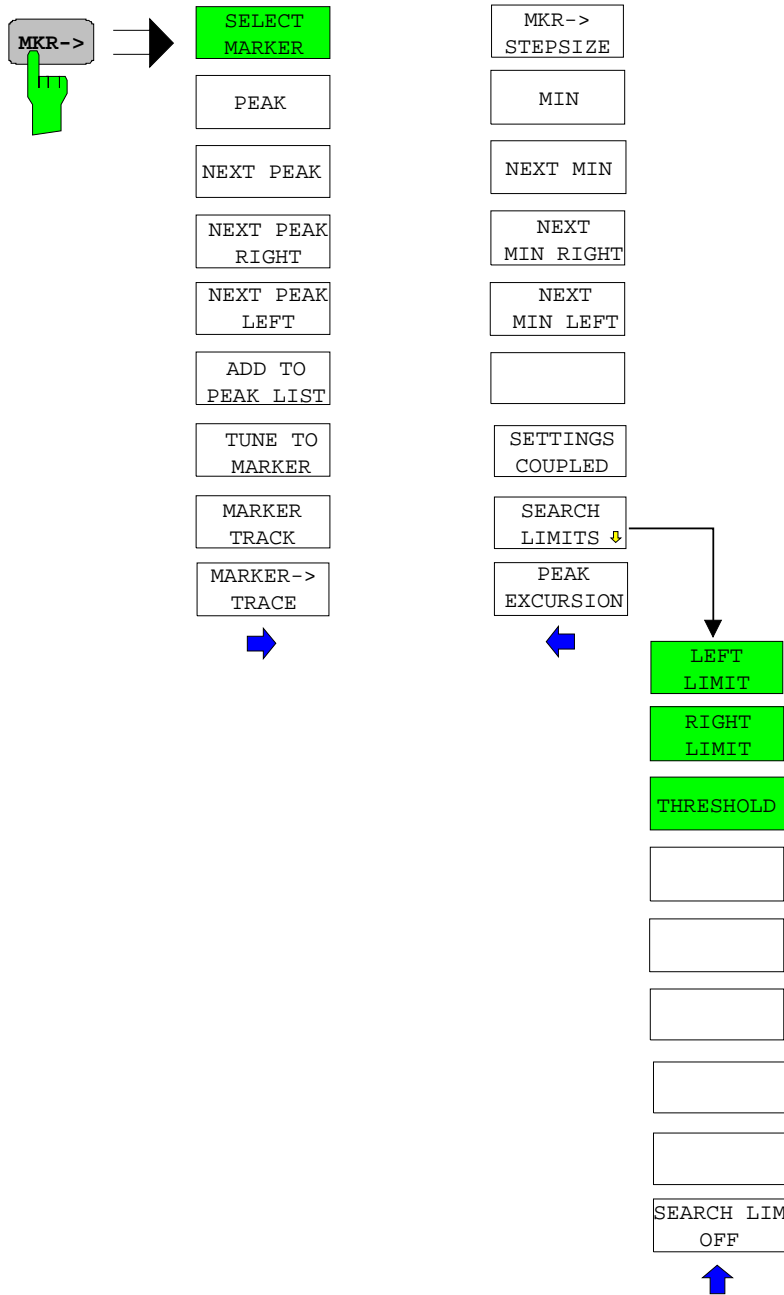 MKR->
SELECT
MARKER
PEAK
NEXT PEAK
NEXT PEAK
RIGHT
NEXT PEAK
LEFT
ADD TO
PEAK LIST
TUNE TO
MARKER
MARKER
TRACK
MARKER->
TRACE
MKR->
STEPSIZE
MIN
NEXT MIN
NEXT
MIN RIGHT
NEXT
MIN LEFT
SETTINGS
COUPLED
SEARCH
LIMITS
PEAK
EXCURSION
LEFT
LIMIT
RIGHT
LIMIT
THRESHOLD
SEARCH LIM
OFF